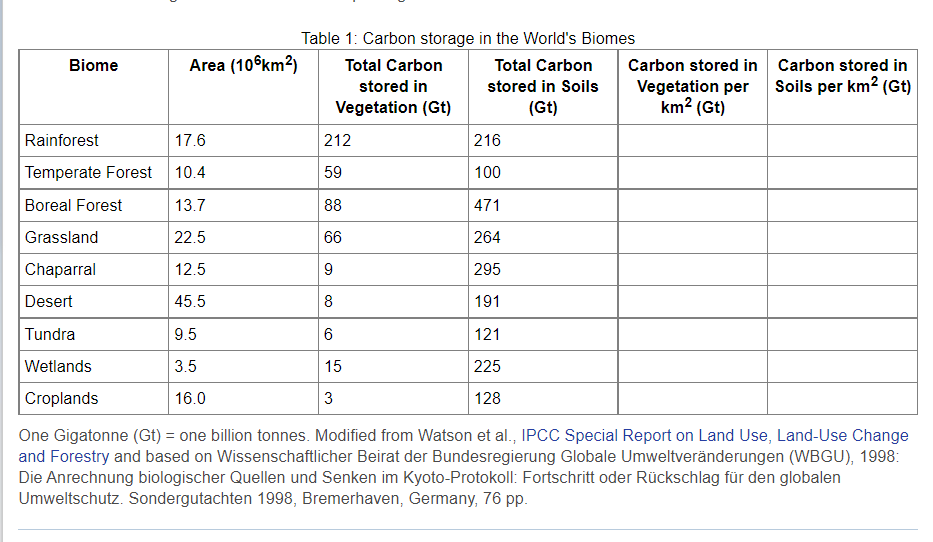 Table 1: Carbon storage in the World's Biomes
Biome Area (10⁶km²) Total Carbon stored in Vegetation (Gt) Total Carbon stored in Soils (Gt) Carbon stored in Vegetation per km² (Gt) Carbon stored in Soils per km² (Gt)
Rainforest 17.6 212 216
Temperate Forest 10.4 59 100
Boreal Forest 13.7 88 471
Grassland 22.5 66 264
Chaparral 12.5 9 295
Desert 45.5 8 191
Tundra 9.5 6 121
Wetlands 3.5 15 225
Croplands 16.0 3 128
One Gigatonne (Gt) = one billion tonnes. Modified from Watson et al., IPCC Special Report on Land Use, Land-Use Change
and Forestry and based on Wissenschaftlicher Beirat der Bundesregierung Globale Umweltveränderungen (WBGU), 1998:
Die Anrechnung biologischer Quellen und Senken im Kyoto-Protokoll: Fortschritt oder Rückschlag für den globalen
Umweltschutz. Sondergutachten 1998, Bremerhaven, Germany, 76 pp.